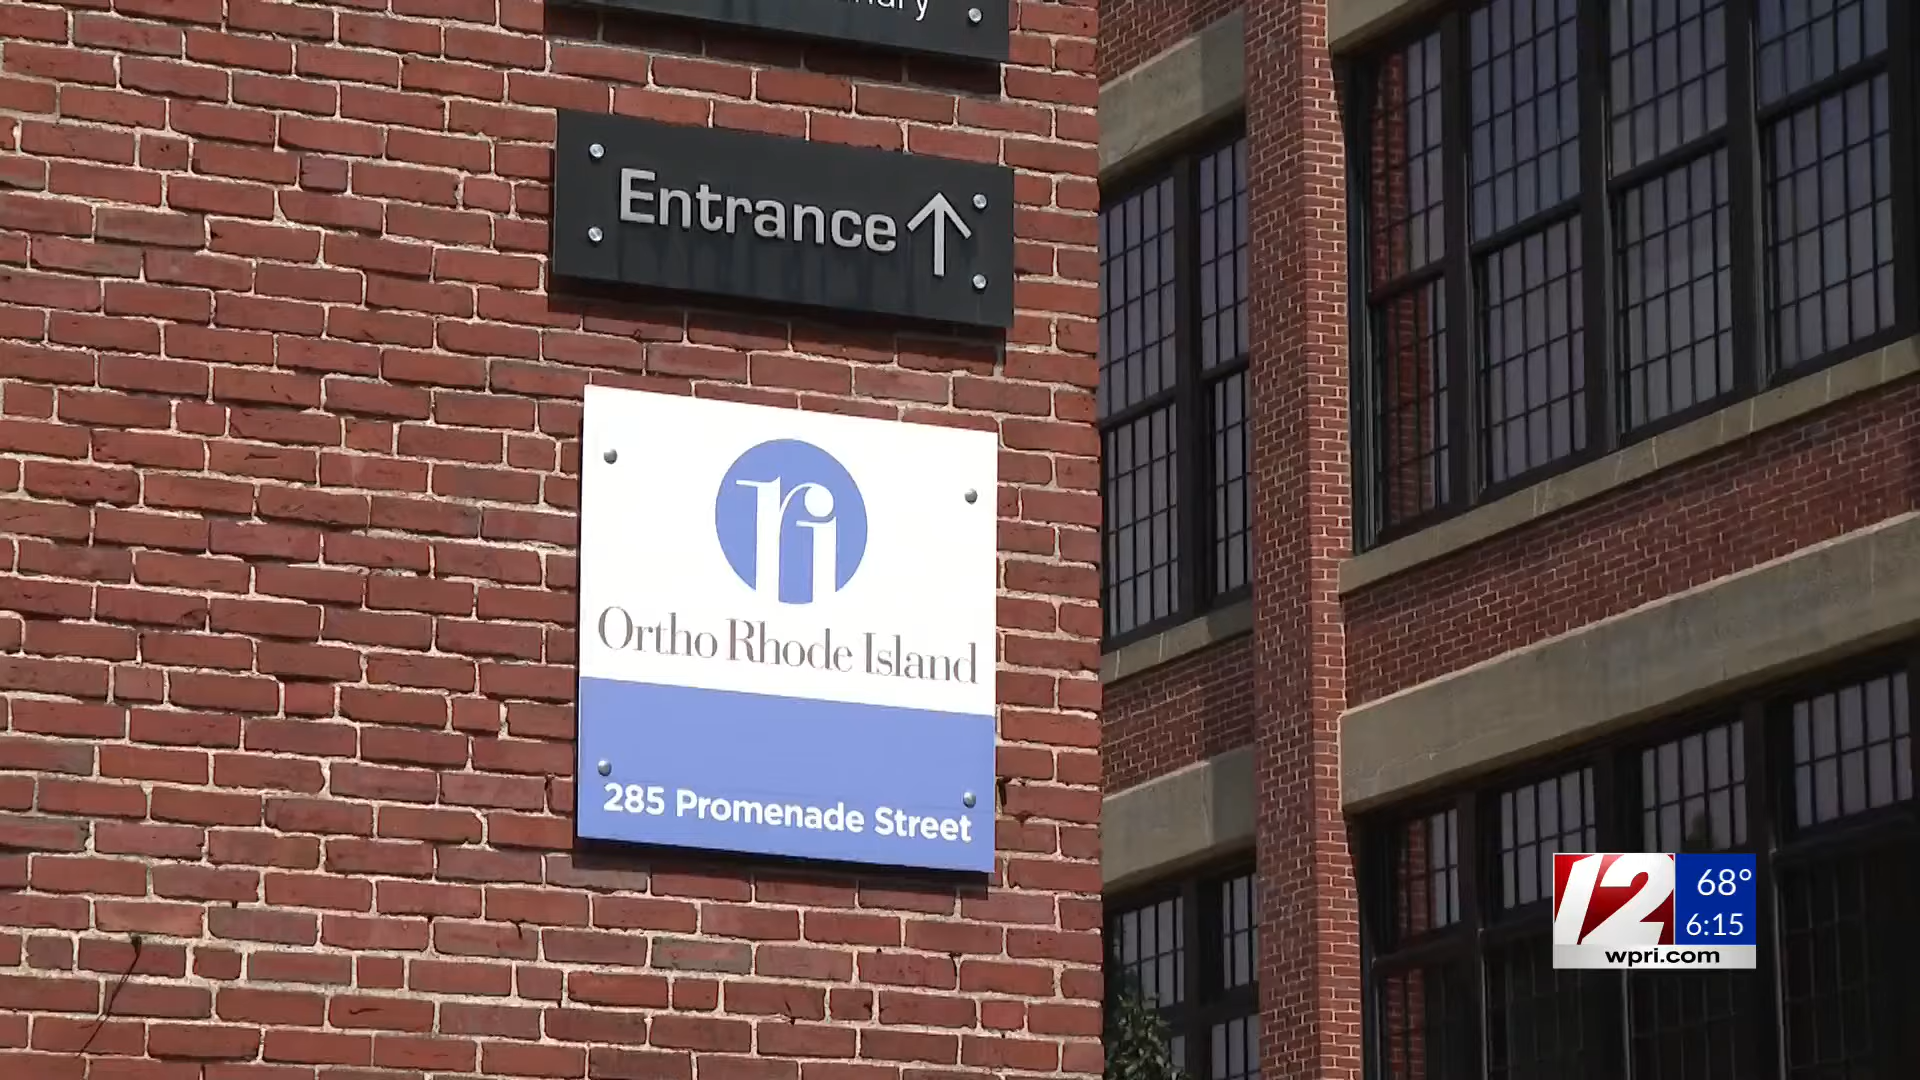 Entrance ↑
ri
Ortho Rhode Island
285 Promenade Street
12
68°
6:15
wpri.com